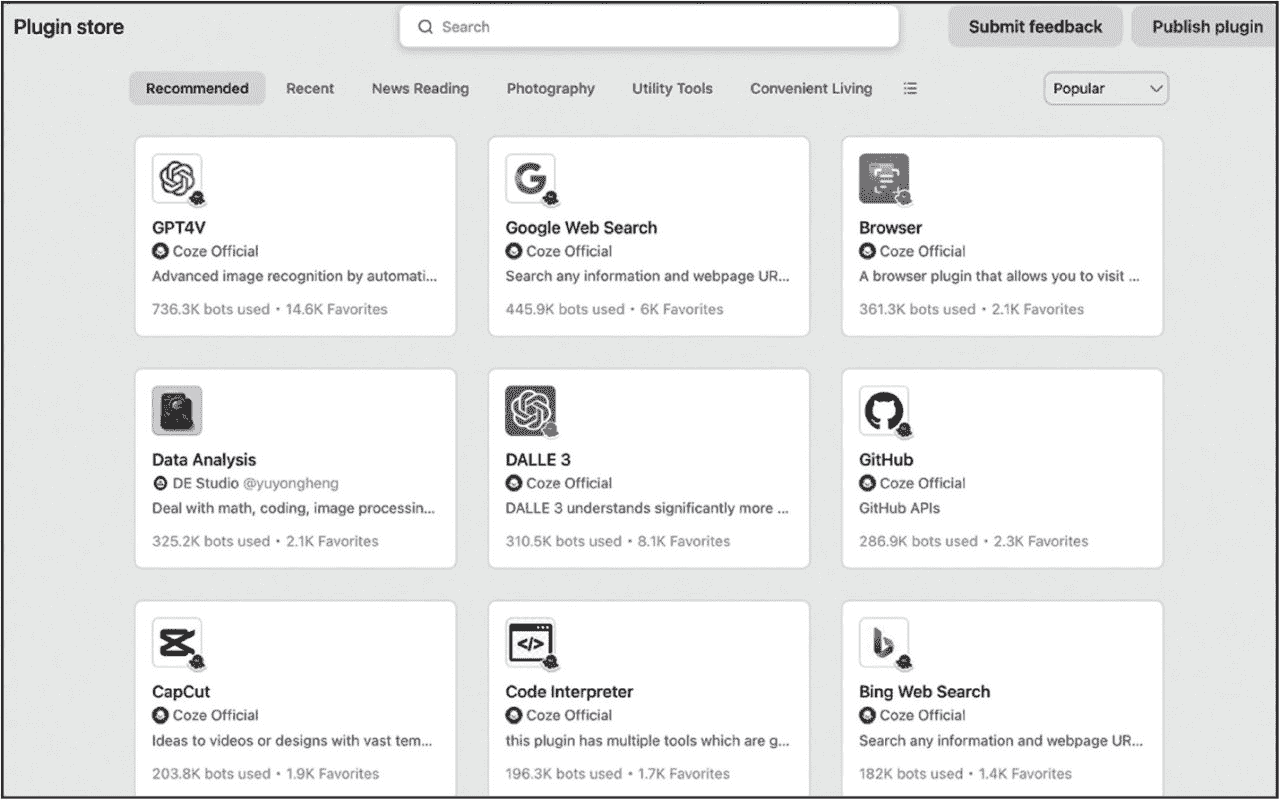 Plugin store
Search
Submit feedback
Publish plugin
Recommended
Recent
News Reading
Photography
Utility Tools
Convenient Living
Popular
GPT4V
Coze Official
Advanced image recognition by automati...
736.3K bots used • 14.6K Favorites
Google Web Search
Coze Official
Search any information and webpage UR...
445.9K bots used • 6K Favorites
Browser
Coze Official
A browser plugin that allows you to visit ...
361.3K bots used • 2.1K Favorites
Data Analysis
DE Studio @yuyongheng
Deal with math, coding, image processin...
325.2K bots used • 2.1K Favorites
DALLE 3
Coze Official
DALLE 3 understands significantly more ...
310.5K bots used • 8.1K Favorites
GitHub
Coze Official
GitHub APIs
286.9K bots used • 2.3K Favorites
CapCut
Coze Official
Ideas to videos or designs with vast tem...
203.8K bots used • 1.9K Favorites
Code Interpreter
Coze Official
this plugin has multiple tools which are g...
196.3K bots used • 1.7K Favorites
Bing Web Search
Coze Official
Search any information and webpage UR...
182K bots used • 1.4K Favorites